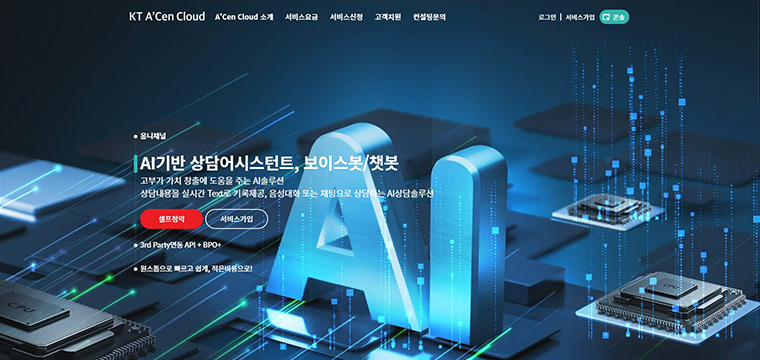 KT A'Cen Cloud
A'Cen Cloud 소개 서비스요금 서비스신청 고객지원 컨설팅문의
로그인 | 서비스가입 콘솔
옴니채널
AI기반 상담어시스턴트, 보이스봇/챗봇
고부가 가치 창출에 도움을 주는 AI솔루션
상담내용을 실시간 Text로 기록제공, 음성대화 또는 채팅으로 상담하는 AI상담솔루션
셀프청약 서비스가입
3rd Party연동 API + BPO+
원스톱으로 빠르고 쉽게, 적은비용으로!
AI
CPU
CPU